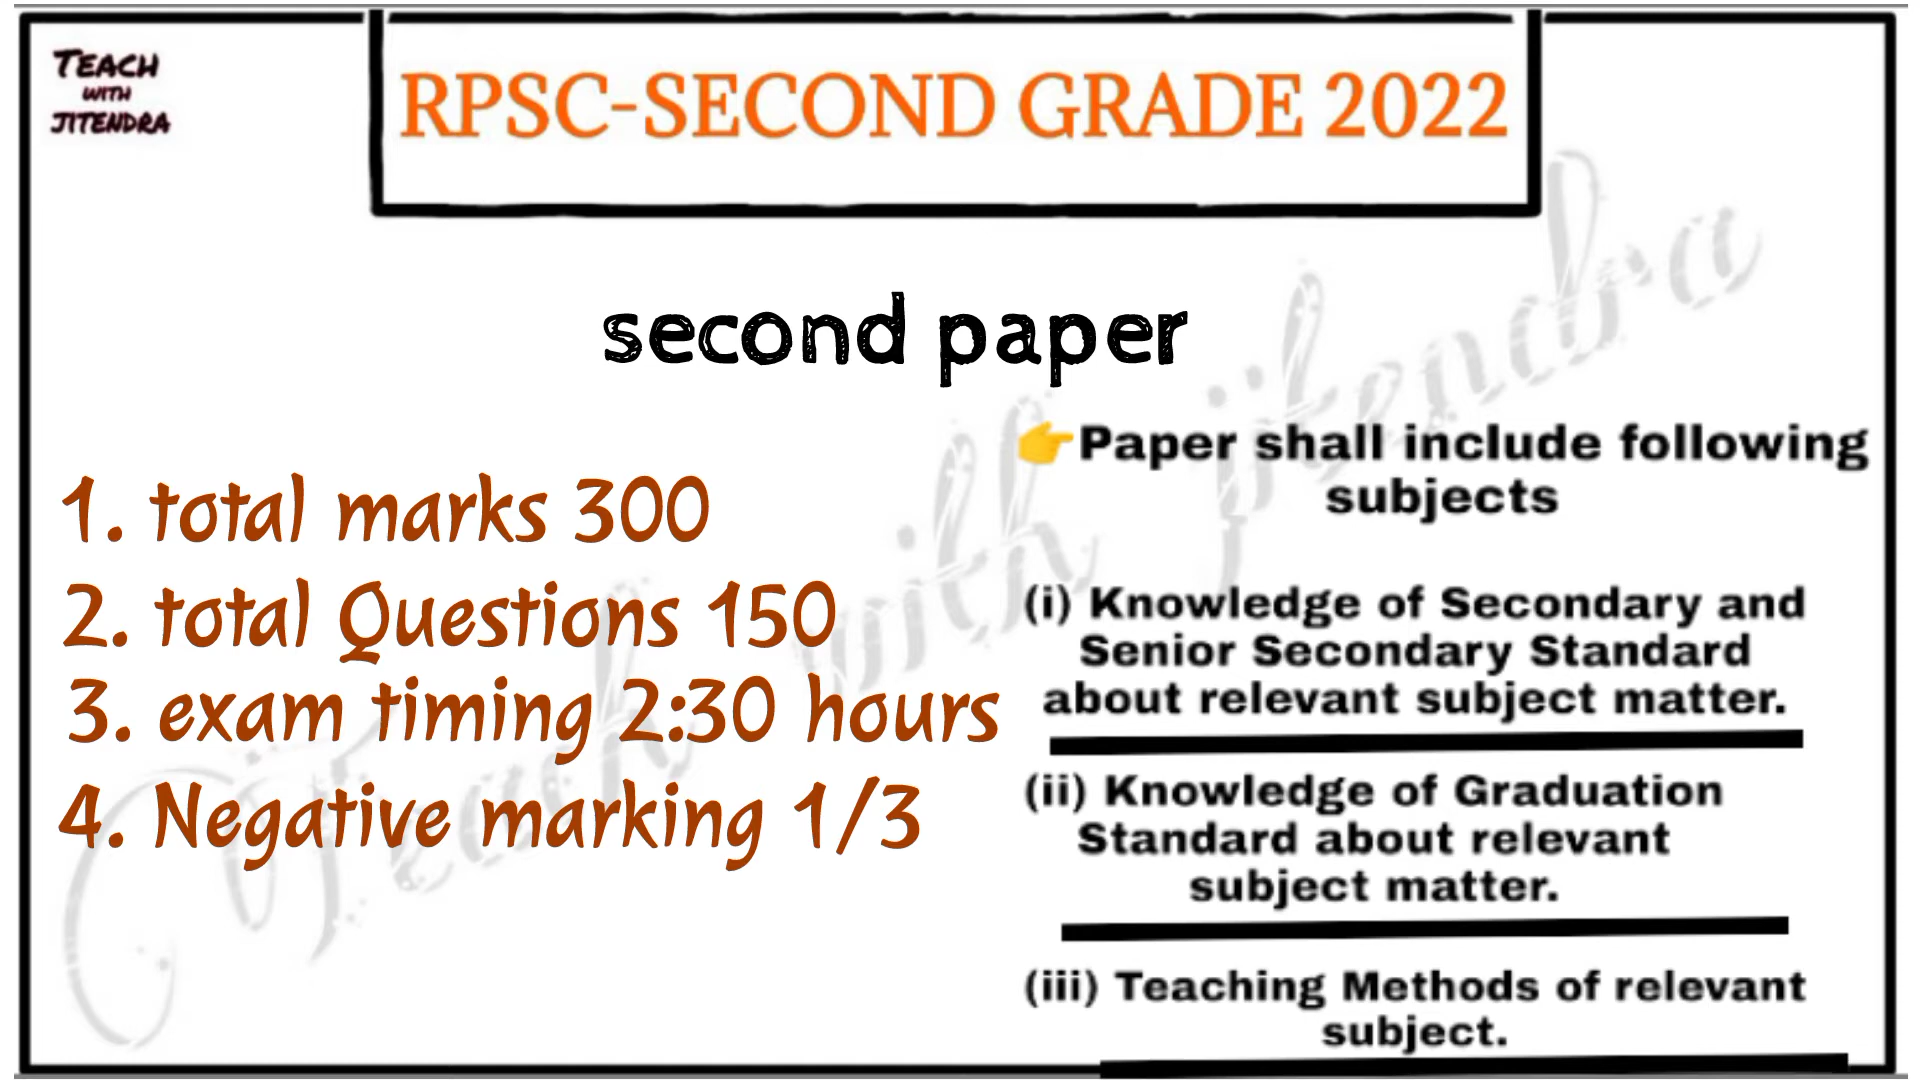 TEACH
WITH
JITENDRA
RPSC-SECOND GRADE 2022
second paper
1. total marks 300
2. total Questions 150
3. exam timing 2:30 hours
4. Negative marking 1/3
👉Paper shall include following
subjects
(i) Knowledge of Secondary and
Senior Secondary Standard
about relevant subject matter.
(ii) Knowledge of Graduation
Standard about relevant
subject matter.
(iii) Teaching Methods of relevant
subject.
Teach with jitendra